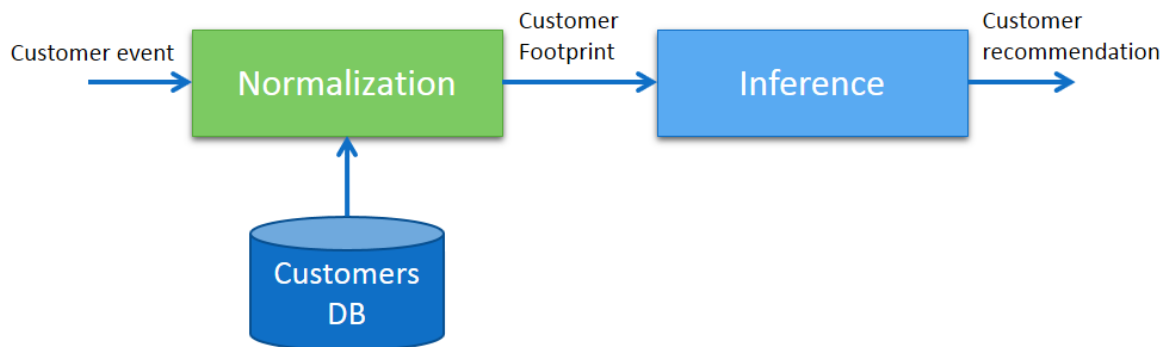 Customer event
Normalization
Customer
Footprint
Inference
Customer
recommendation
Customers
DB